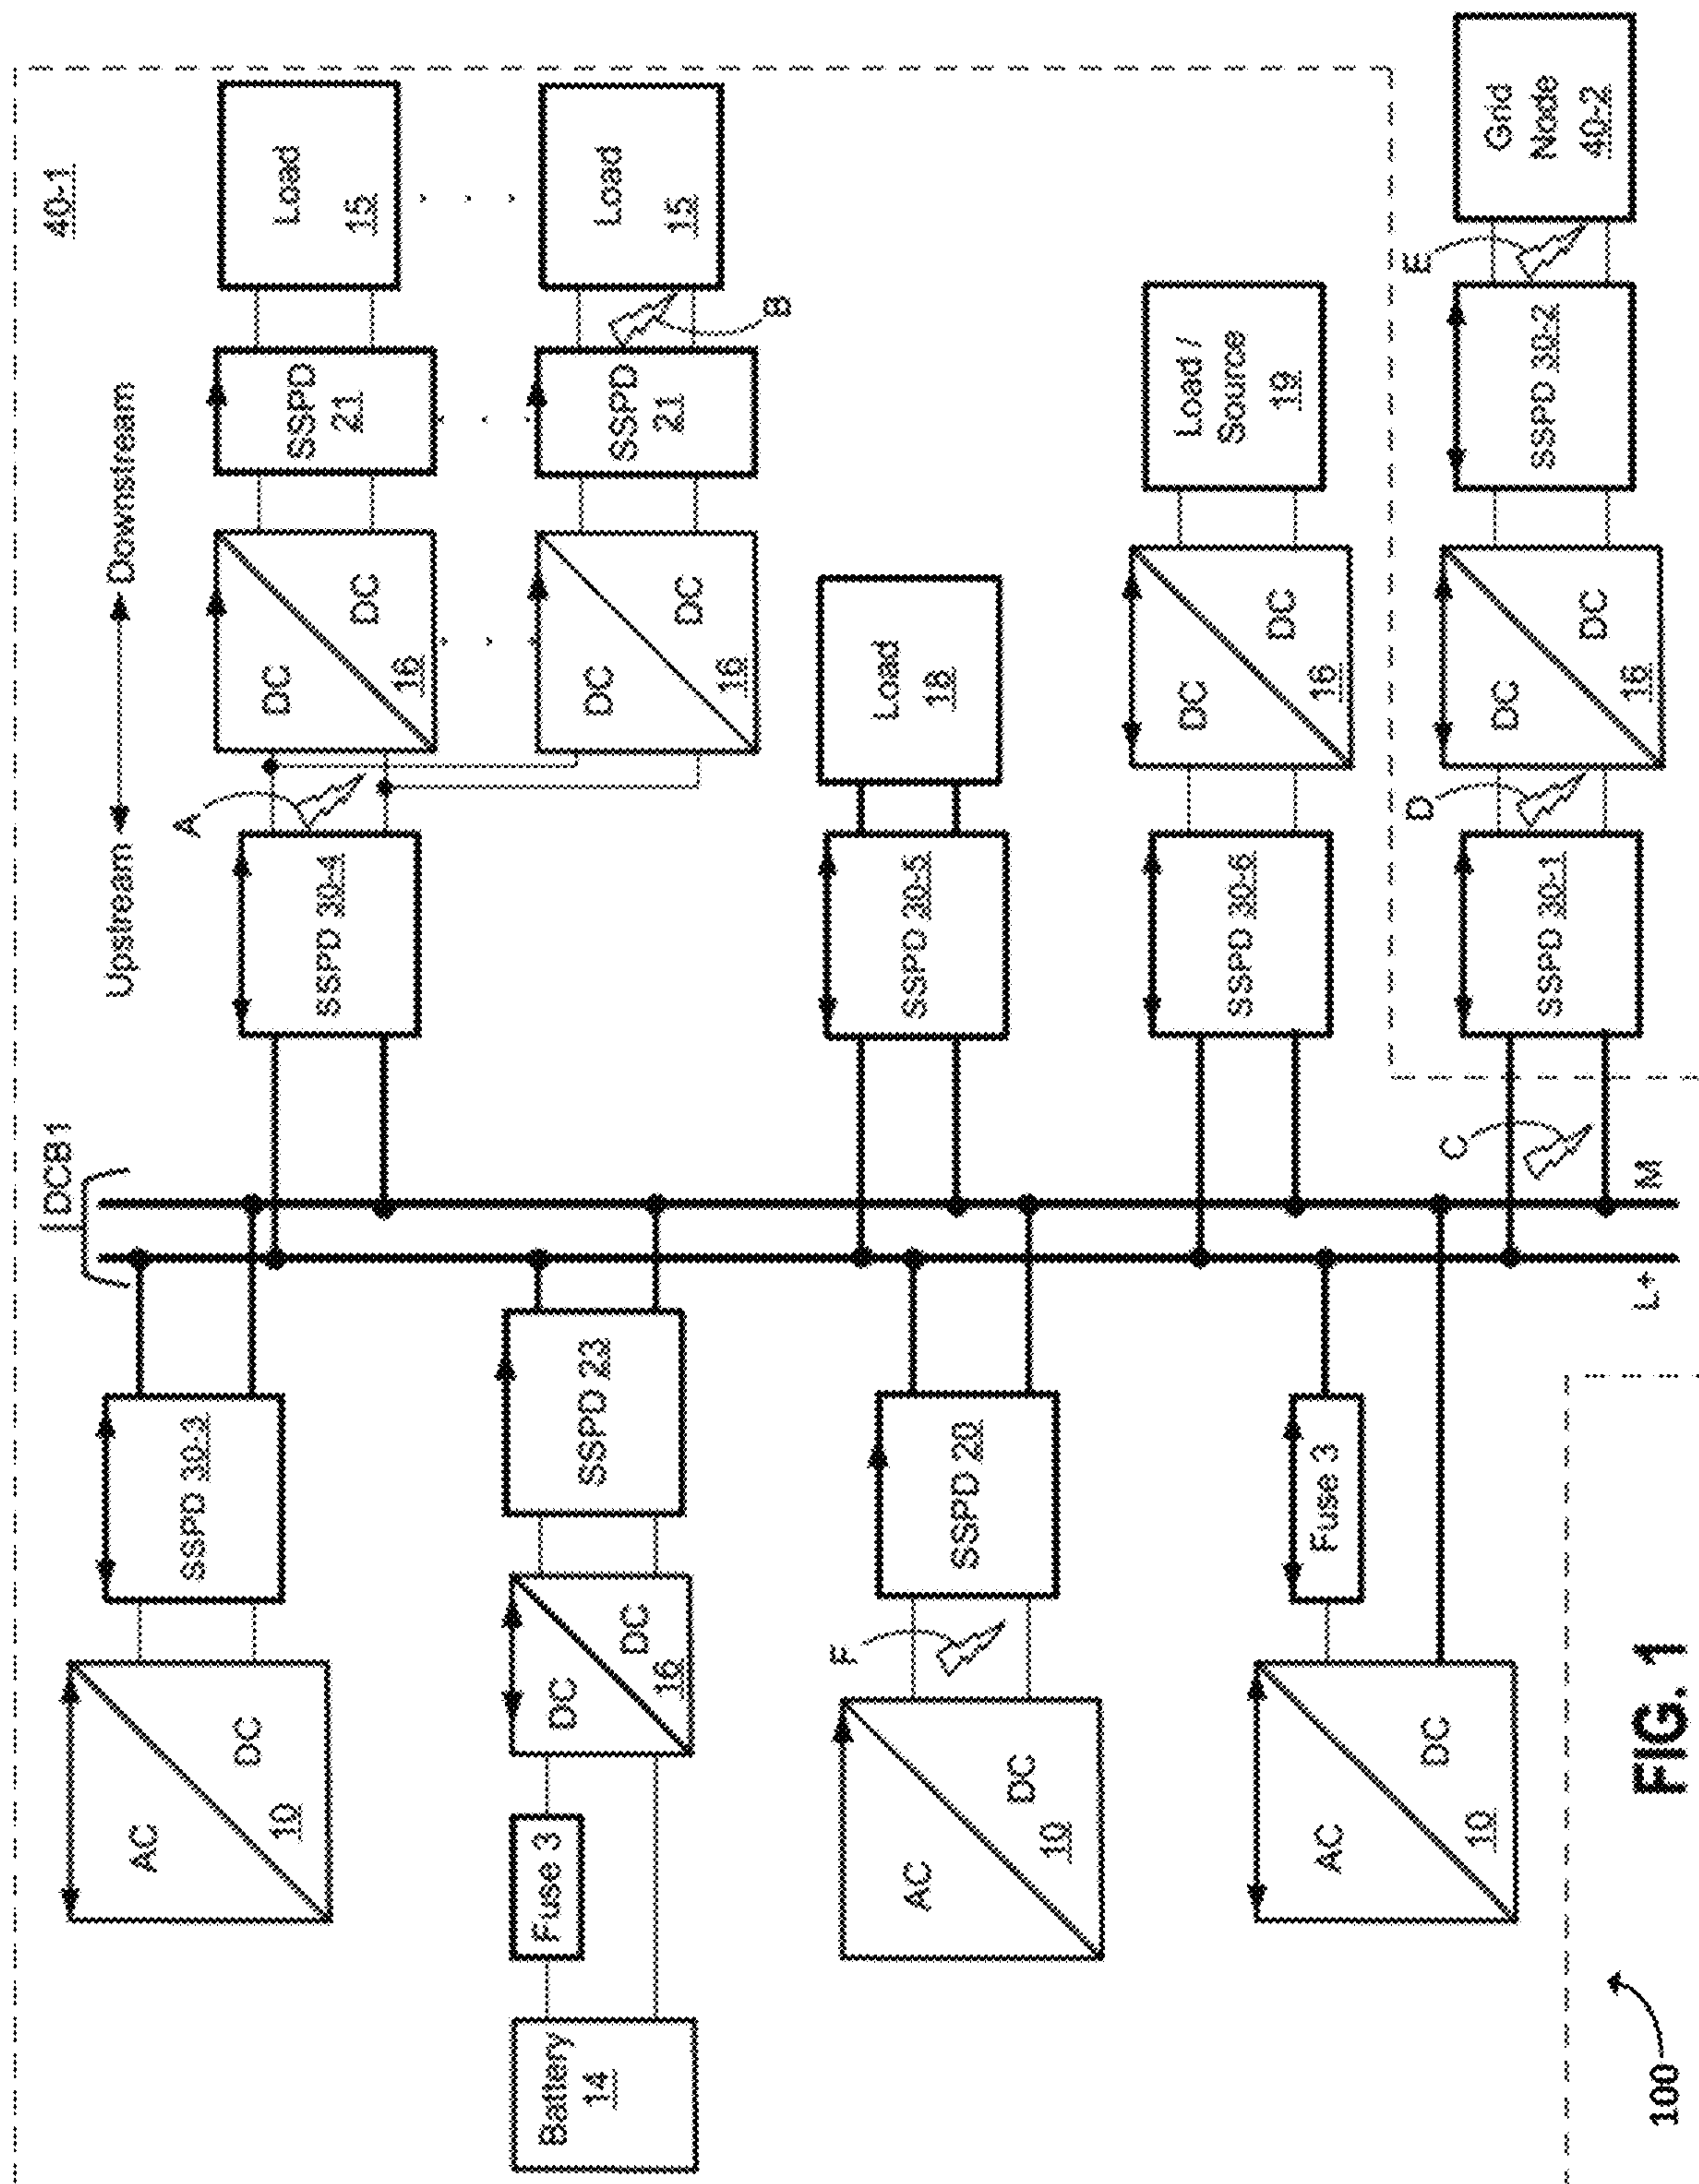 40-1
DCB1
Upstream
Downstream
AC
DC
10
SSPD 30-3
SSPD 30-4
A
DC
DC
16
SSPD
21
Load
15
Battery
14
Fuse 3
DC
DC
16
SSPD 23
DC
DC
16
SSPD
21
B
Load
15
AC
DC
10
F
SSPD 20
SSPD 30-5
Load
18
AC
DC
10
Fuse 3
SSPD 30-6
DC
DC
16
Load /
Source
19
L+
M
C
SSPD 30-1
D
DC
DC
16
SSPD 30-2
E
Grid
Node
40-2
100
FIG. 1